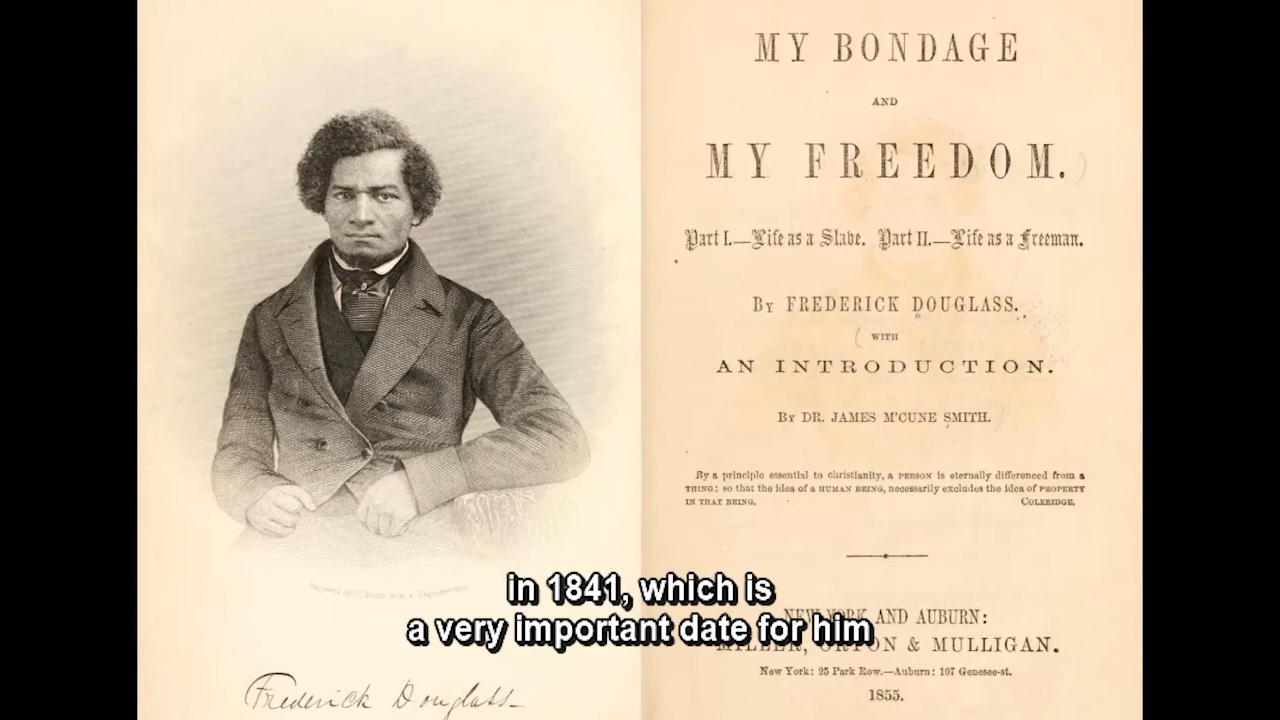 MY BONDAGE
AND
MY FREEDOM.
Part I.—Life as a Slave. Part II.—Life as a Freeman.
By FREDERICK DOUGLASS.
WITH
AN INTRODUCTION.
By DR. JAMES M'CUNE SMITH.
By a principle essential to christianity, a PERSON is eternally differenced from a
THING; so that the idea of a HUMAN BEING, necessarily excludes the idea of PROPERTY
IN THAT BEING. COLERIDGE.
in 1841, which is
a very important date for him
NEW YORK AND AUBURN:
MILLER, ORTON & MULLIGAN.
New York: 25 Park Row.—Auburn: 107 Genesee-st.
1855.
Frederick Douglass